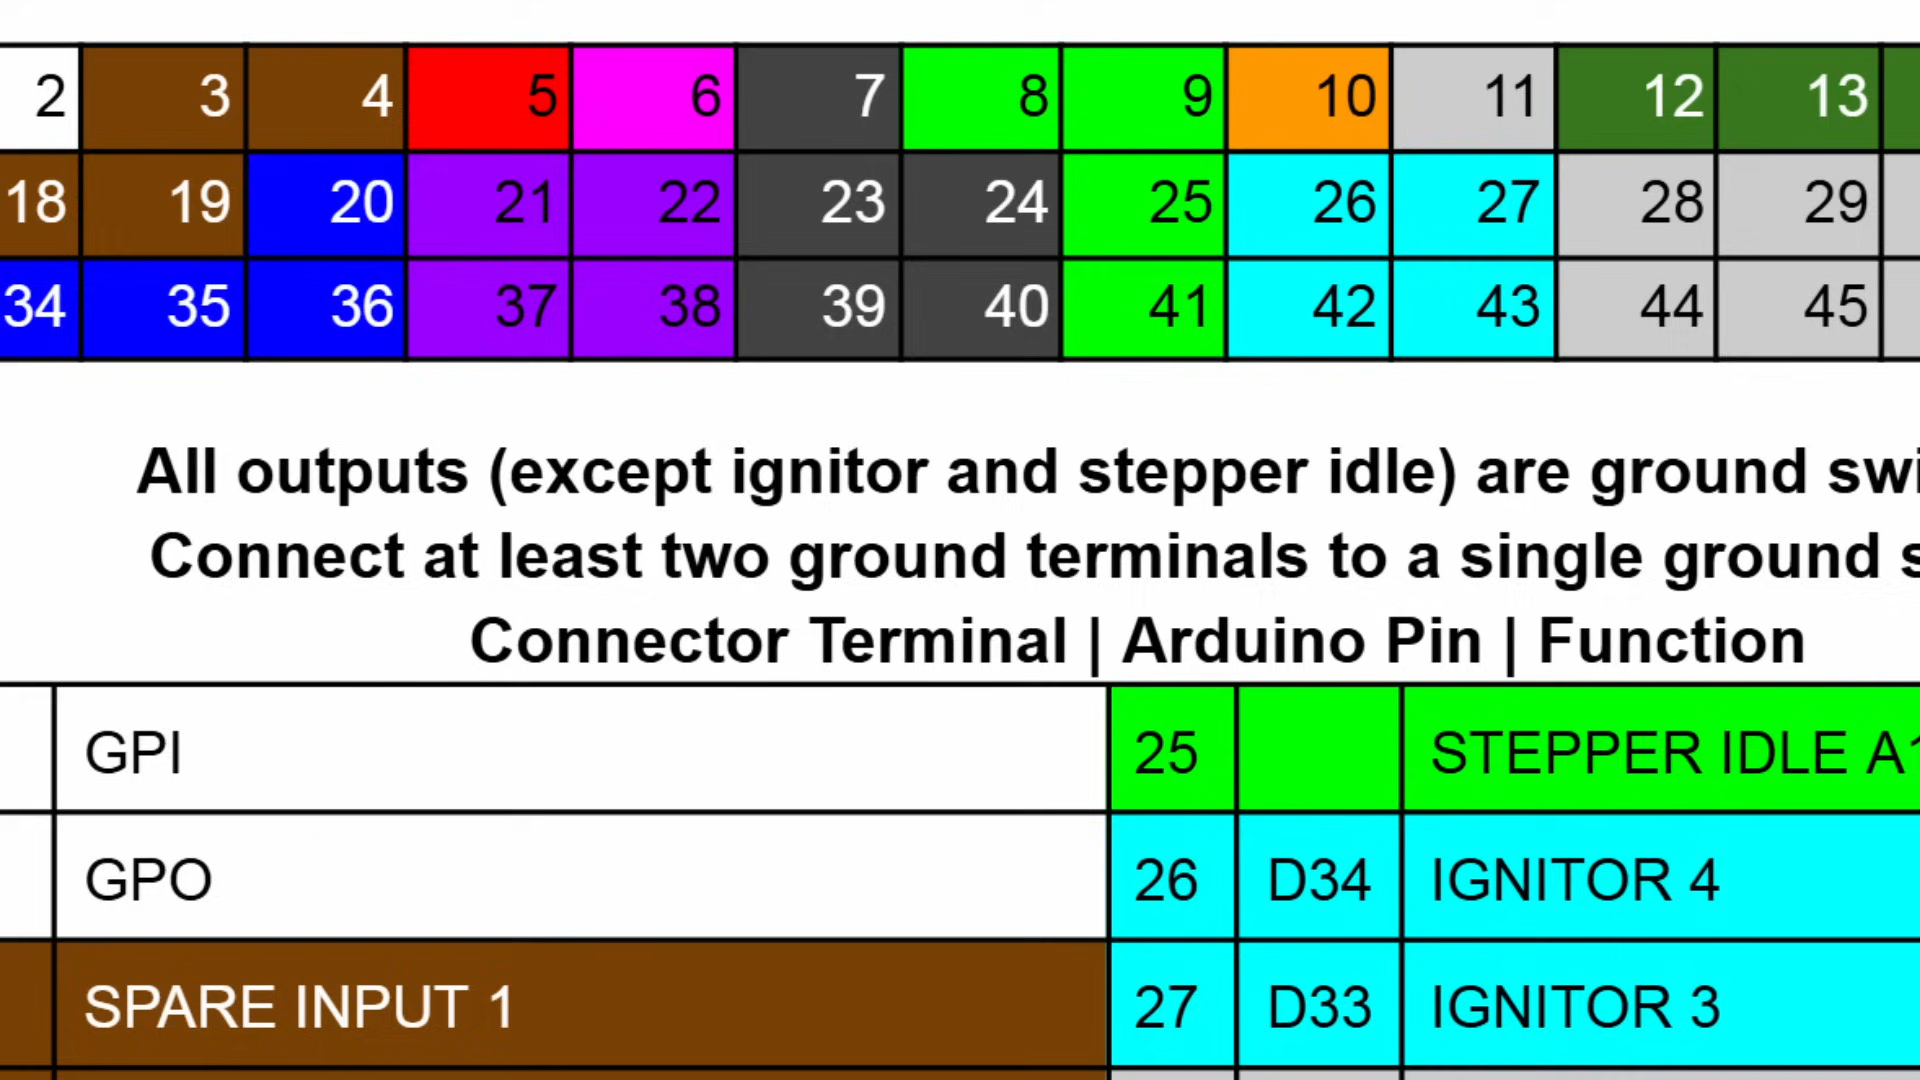 2 3 4 5 6 7 8 9 10 11 12 13
18 19 20 21 22 23 24 25 26 27 28 29
34 35 36 37 38 39 40 41 42 43 44 45
All outputs (except ignitor and stepper idle) are ground
Connect at least two ground terminals to a single ground
Connector Terminal | Arduino Pin | Function
GPI 25 STEPPER IDLE A1
GPO 26 D34 IGNITOR 4
SPARE INPUT 1 27 D33 IGNITOR 3